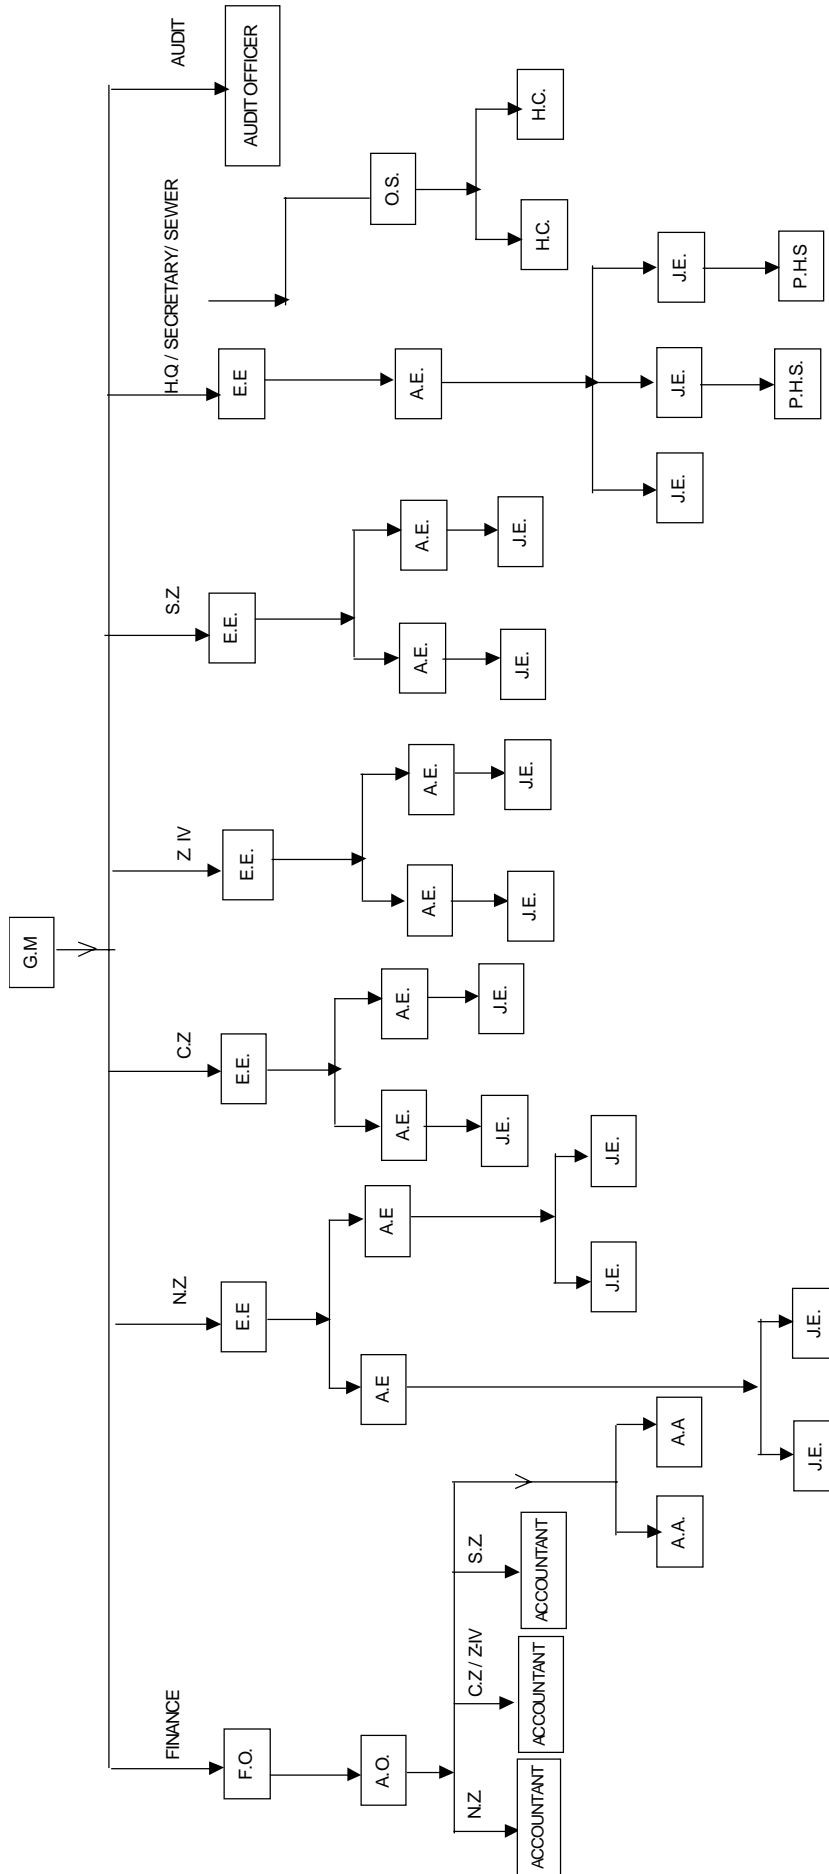 G.M
FINANCE
N.Z.
C.Z
Z IV
S.Z.
H.Q / SECRETARY/ SEWER
AUDIT
F.O.
E.E
E.E.
E.E.
E.E.
E.E
AUDIT OFFICER
A.O.
A.E
A.E
A.E.
A.E.
A.E.
A.E.
A.E.
A.E.
A.E.
O.S.
N.Z.
C.Z / Z-IV
S.Z.
ACCOUNTANT
ACCOUNTANT
ACCOUNTANT
J.E.
J.E.
J.E.
J.E.
J.E.
J.E.
H.C.
H.C.
J.E.
J.E.
A.A.
A.A
J.E.
J.E.
J.E.
J.E.
J.E.
P.H.S.
P.H.S